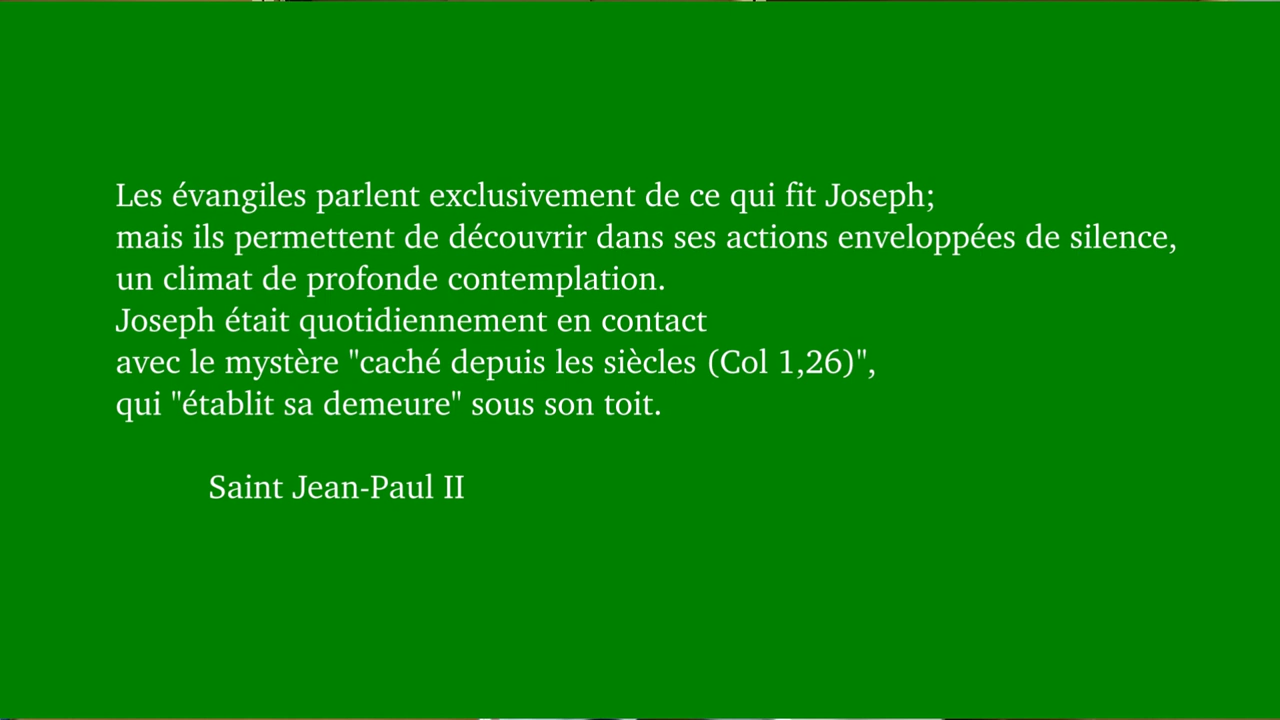 Les évangiles parlent exclusivement de ce qui fit Joseph;
mais ils permettent de découvrir dans ses actions enveloppées de silence,
un climat de profonde contemplation.
Joseph était quotidiennement en contact
avec le mystère "caché depuis les siècles (Col 1,26)",
qui "établit sa demeure" sous son toit.
Saint Jean-Paul II